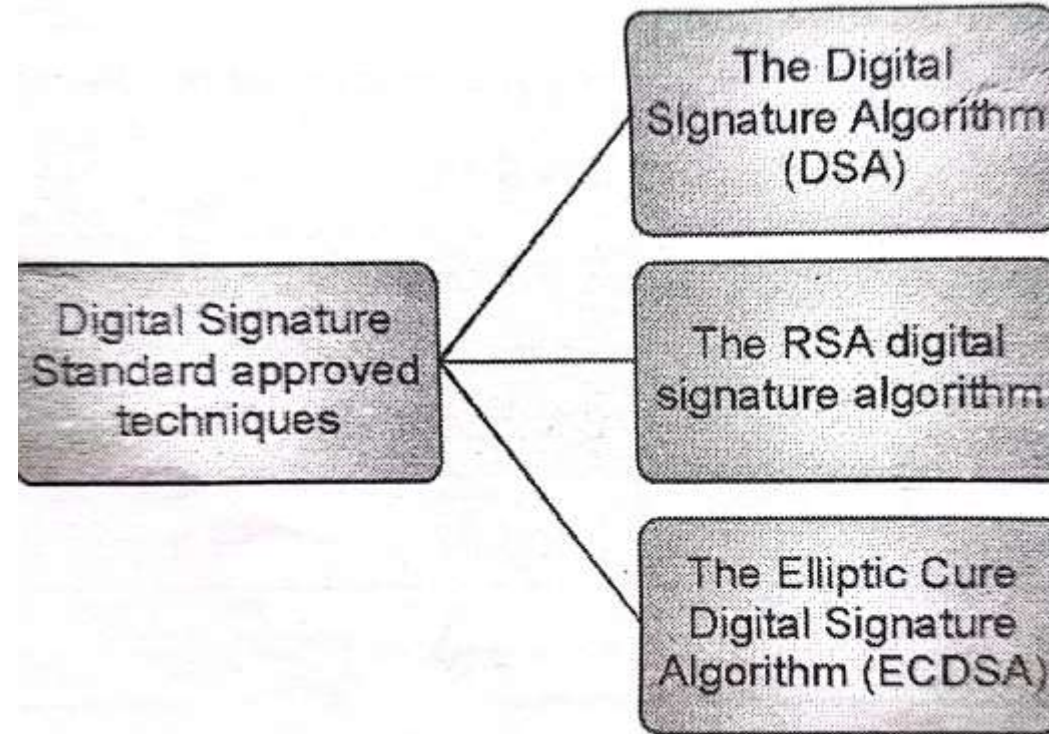 Digital Signature
Standard approved
techniques
The Digital
Signature Algorithm
(DSA)
The RSA digital
signature algorithm
The Elliptic Cure
Digital Signature
Algorithm (ECDSA)